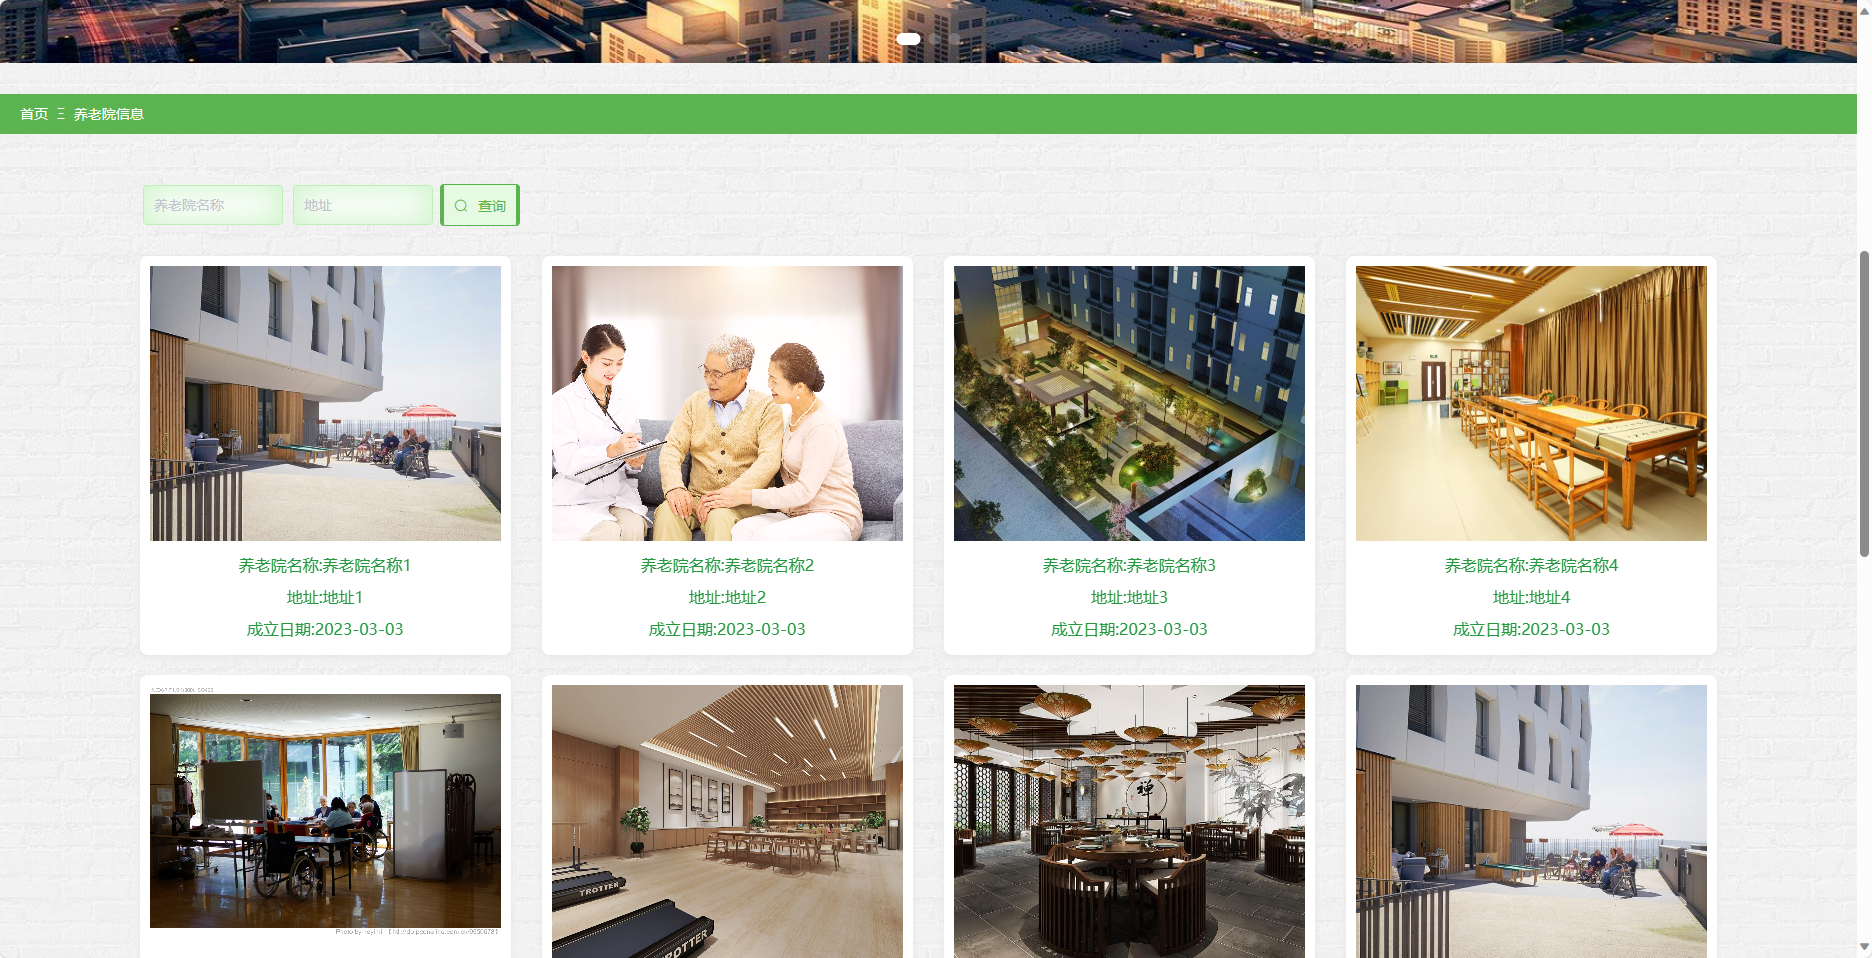 首页 Ξ 养老院信息
养老院名称 地址 查询
养老院名称:养老院名称1
地址:地址1
成立日期:2023-03-03
养老院名称:养老院名称2
地址:地址2
成立日期:2023-03-03
养老院名称:养老院名称3
地址:地址3
成立日期:2023-03-03
养老院名称:养老院名称4
地址:地址4
成立日期:2023-03-03
TROTTER
TROTTER
禅